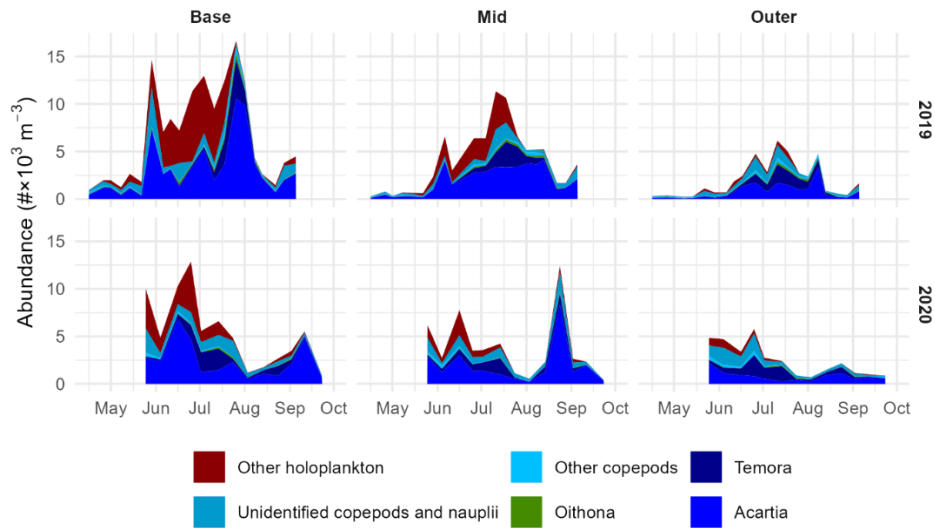 Base Mid Outer
Abundance (#×10³ m⁻³)
15
10
5
0
2019
15
10
5
0
2020
May Jun Jul Aug Sep Oct May Jun Jul Aug Sep Oct May Jun Jul Aug Sep Oct
Other holoplankton Other copepods Temora
Unidentified copepods and nauplii Oithona Acartia